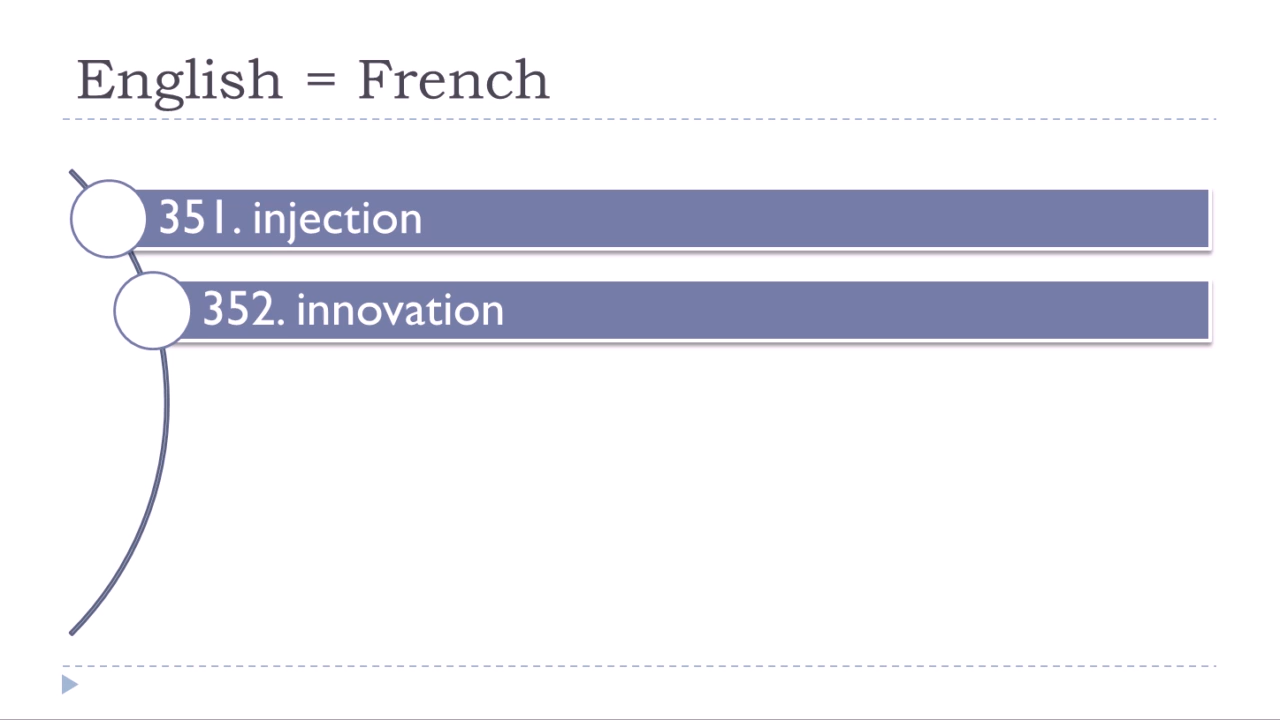 English = French
351. injection
352. innovation